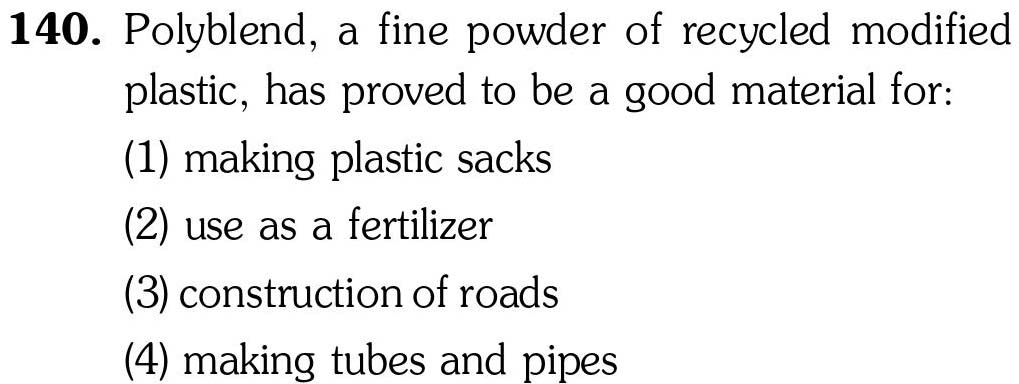 140. Polyblend, a fine powder of recycled modified
plastic, has proved to be a good material for:
(1) making plastic sacks
(2) use as a fertilizer
(3) construction of roads
(4) making tubes and pipes